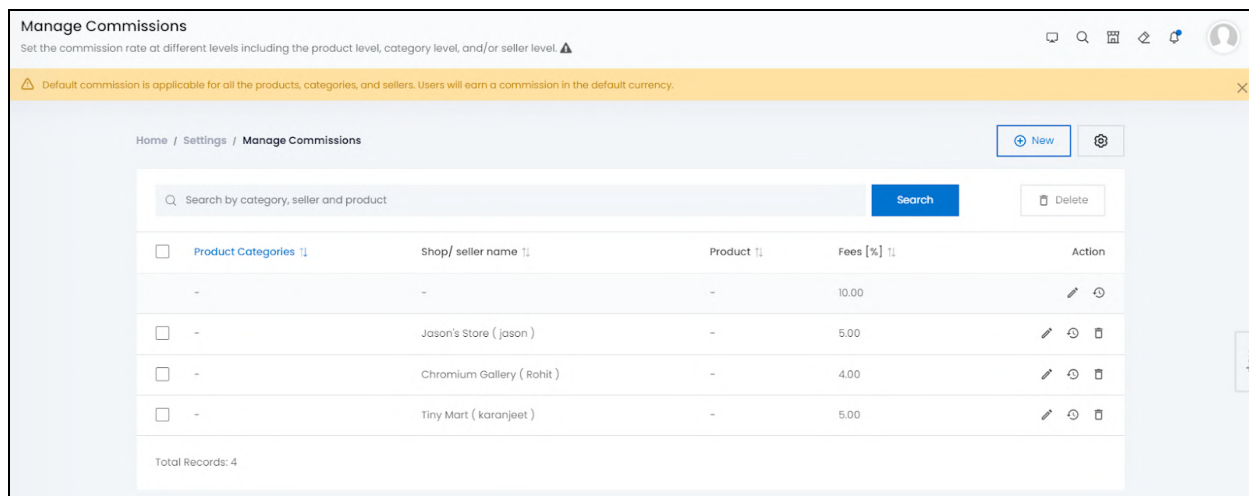 Manage Commissions
Set the commission rate at different levels including the product level, category level, and/or seller level.
Default commission is applicable for all the products, categories, and sellers. Users will earn a commission in the default currency.
Home / Settings / Manage Commissions
New
Search by category, seller and product
Search
Delete
Product Categories Shop/ seller name Product Fees [%] Action
- - - 10.00
- Jason's Store ( jason ) - 5.00
- Chromium Gallery ( Rohit ) - 4.00
- Tiny Mart ( karanjeet ) - 5.00
Total Records: 4